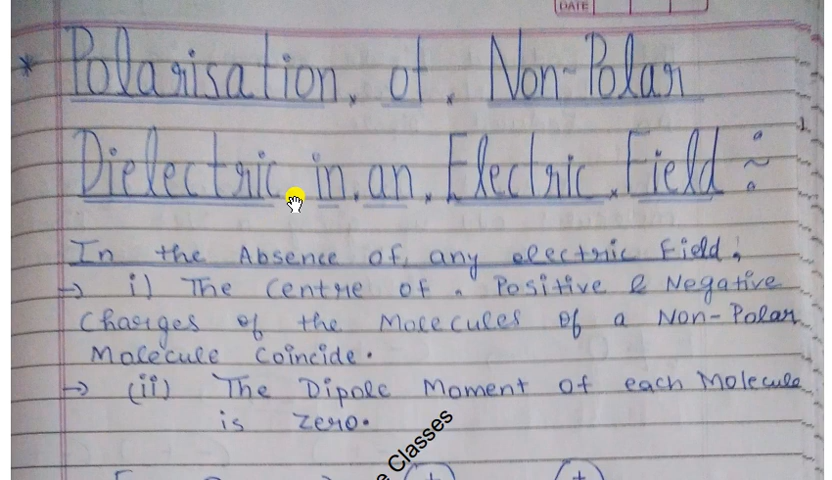 DATE
* Polarisation of Non-Polar
Dielectric in an Electric Field :~
In the Absence of any electric Field,
→ i) The Centre of Positive & Negative
Charges of the Molecules of a Non-Polar
Molecule Coincide.
→ (ii) The Dipole Moment of each Molecule
is Zero.
Classes
+ +